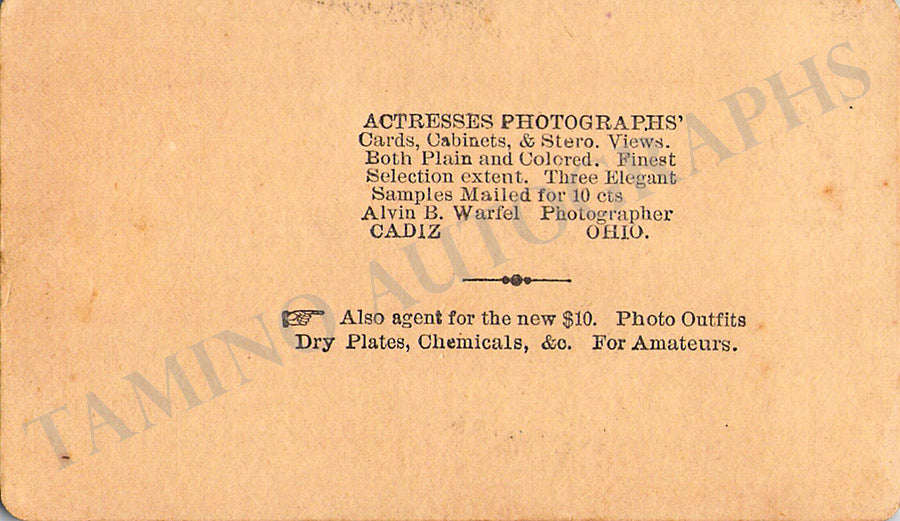 ACTRESSES PHOTOGRAPHS'
Cards, Cabinets, & Stero. Views.
Both Plain and Colored. Finest
Selection extent. Three Elegant
Samples Mailed for 10 cts
Alvin B. Warfel Photographer
CADIZ OHIO.
☞ Also agent for the new $10. Photo Outfits
Dry Plates, Chemicals, &c. For Amateurs.
TAMINO AUTOGRAPHS